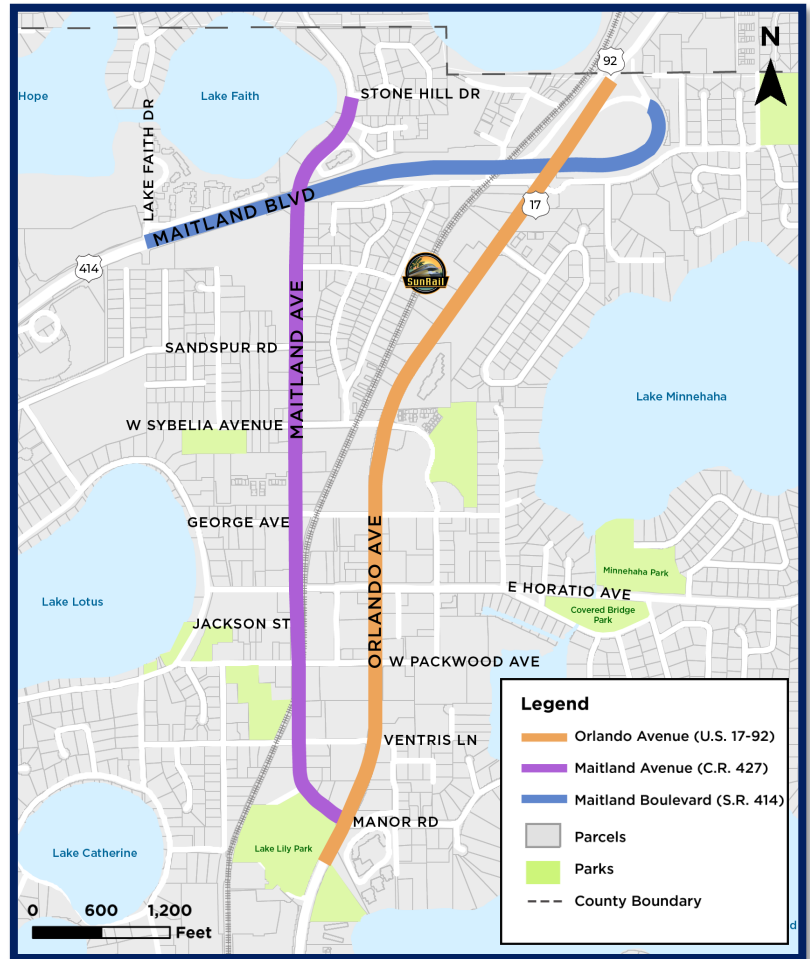 92
N
STONE HILL DR
Hope
Lake Faith
LAKE FAITH DR
MAITLAND BLVD
17
414
SunRail
MAITLAND AVE
SANDSPUR RD
Lake Minnehaha
W SYBELIA AVENUE
GEORGE AVE
ORLANDO AVE
Minnehaha Park
E HORATIO AVE
Lake Lotus
Covered Bridge
Park
JACKSON ST
W PACKWOOD AVE
VENTRIS LN
MANOR RD
Lake Lily Park
Lake Catherine
Legend
Orlando Avenue (U.S. 17-92)
Maitland Avenue (C.R. 427)
Maitland Boulevard (S.R. 414)
Parcels
Parks
County Boundary
0 600 1,200
Feet
d